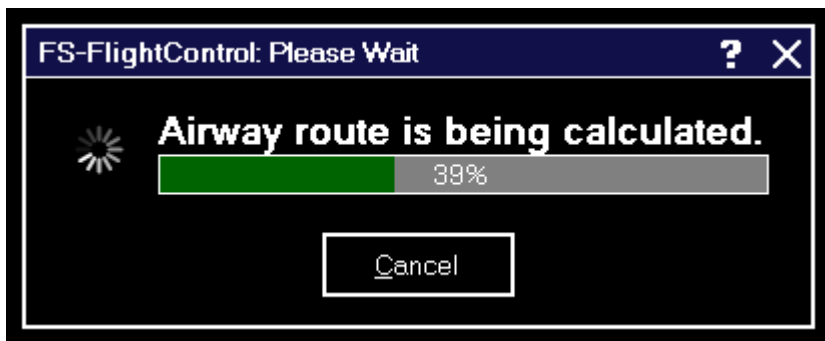 FS-FlightControl: Please Wait ? X
Airway route is being calculated.
39%
Cancel